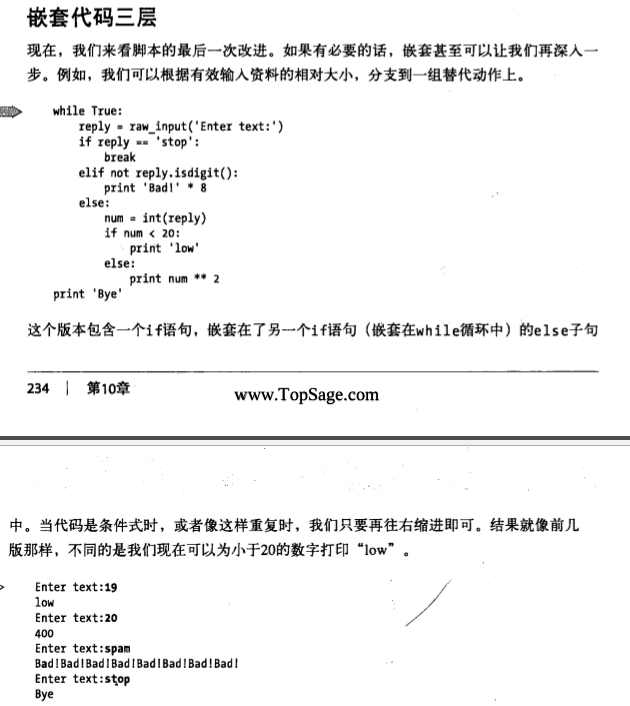 嵌套代码三层
现在，我们来看脚本的最后一次改进。如果有必要的话，嵌套甚至可以让我们再深入一
步。例如，我们可以根据有效输入资料的相对大小，分支到一组替代动作上。
while True:
    reply = raw_input('Enter text:')
    if reply == 'stop':
        break
    elif not reply.isdigit():
        print 'Bad!' * 8
    else:
        num = int(reply)
        if num < 20:
            print 'low'
        else:
            print num ** 2
print 'Bye'
这个版本包含一个if语句，嵌套在了另一个if语句（嵌套在while循环中）的else子句
234 | 第10章
www.TopSage.com
中。当代码是条件式时，或者像这样重复时，我们只要再往右缩进即可。结果就像前几
版那样，不同的是我们现在可以为小于20的数字打印“low”。
Enter text:19
low
Enter text:20
400
Enter text:spam
Bad!Bad!Bad!Bad!Bad!Bad!Bad!Bad!
Enter text:stop
Bye